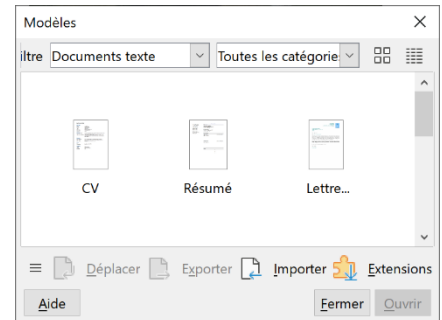 Modèles
iltre Documents texte Toutes les catégorie
CV Résumé Lettre...
Déplacer Exporter Importer Extensions
Aide Fermer Ouvrir